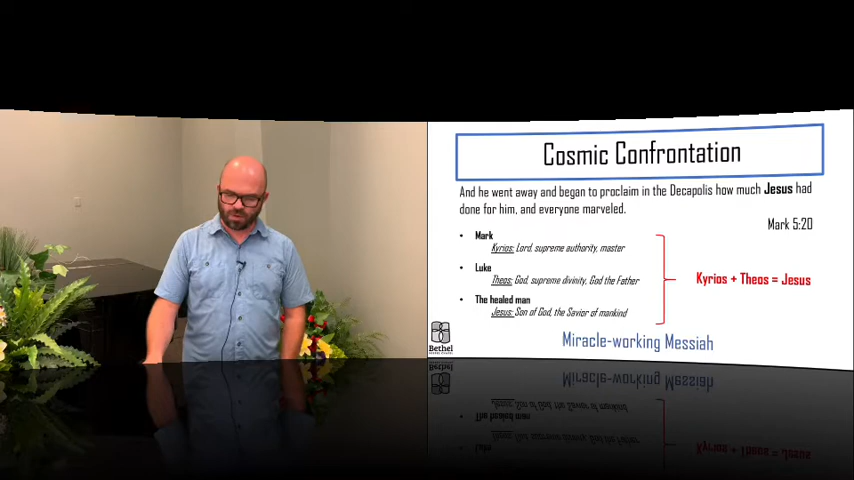 Cosmic Confrontation
And he went away and began to proclaim in the Decapolis how much Jesus had
done for him, and everyone marveled.
Mark 5:20
• Mark
Kyrios: Lord, supreme authority, master
• Luke
Theos: God, supreme divinity, God the Father
• The healed man
Jesus: Son of God, the Savior of mankind
Kyrios + Theos = Jesus
Miracle-working Messiah
Bethel